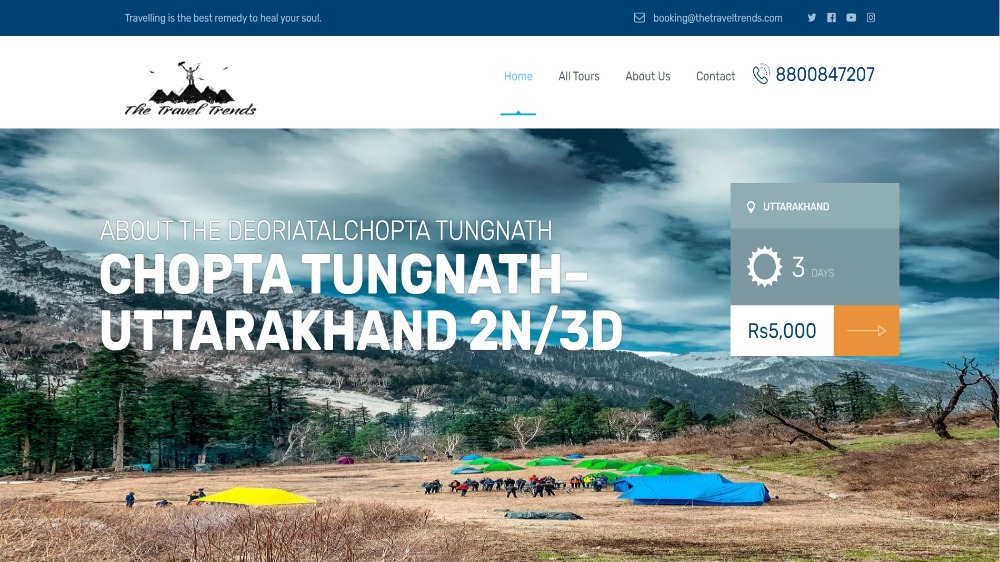 Travelling is the best remedy to heal your soul.
booking@thetraveltrends.com
The Travel Trends
Home
All Tours
About Us
Contact
8800847207
ABOUT THE DEORIATALCHOPTA TUNGNATH
CHOPTA TUNGNATH–
UTTARAKHAND 2N/3D
UTTARAKHAND
3 DAYS
Rs5,000